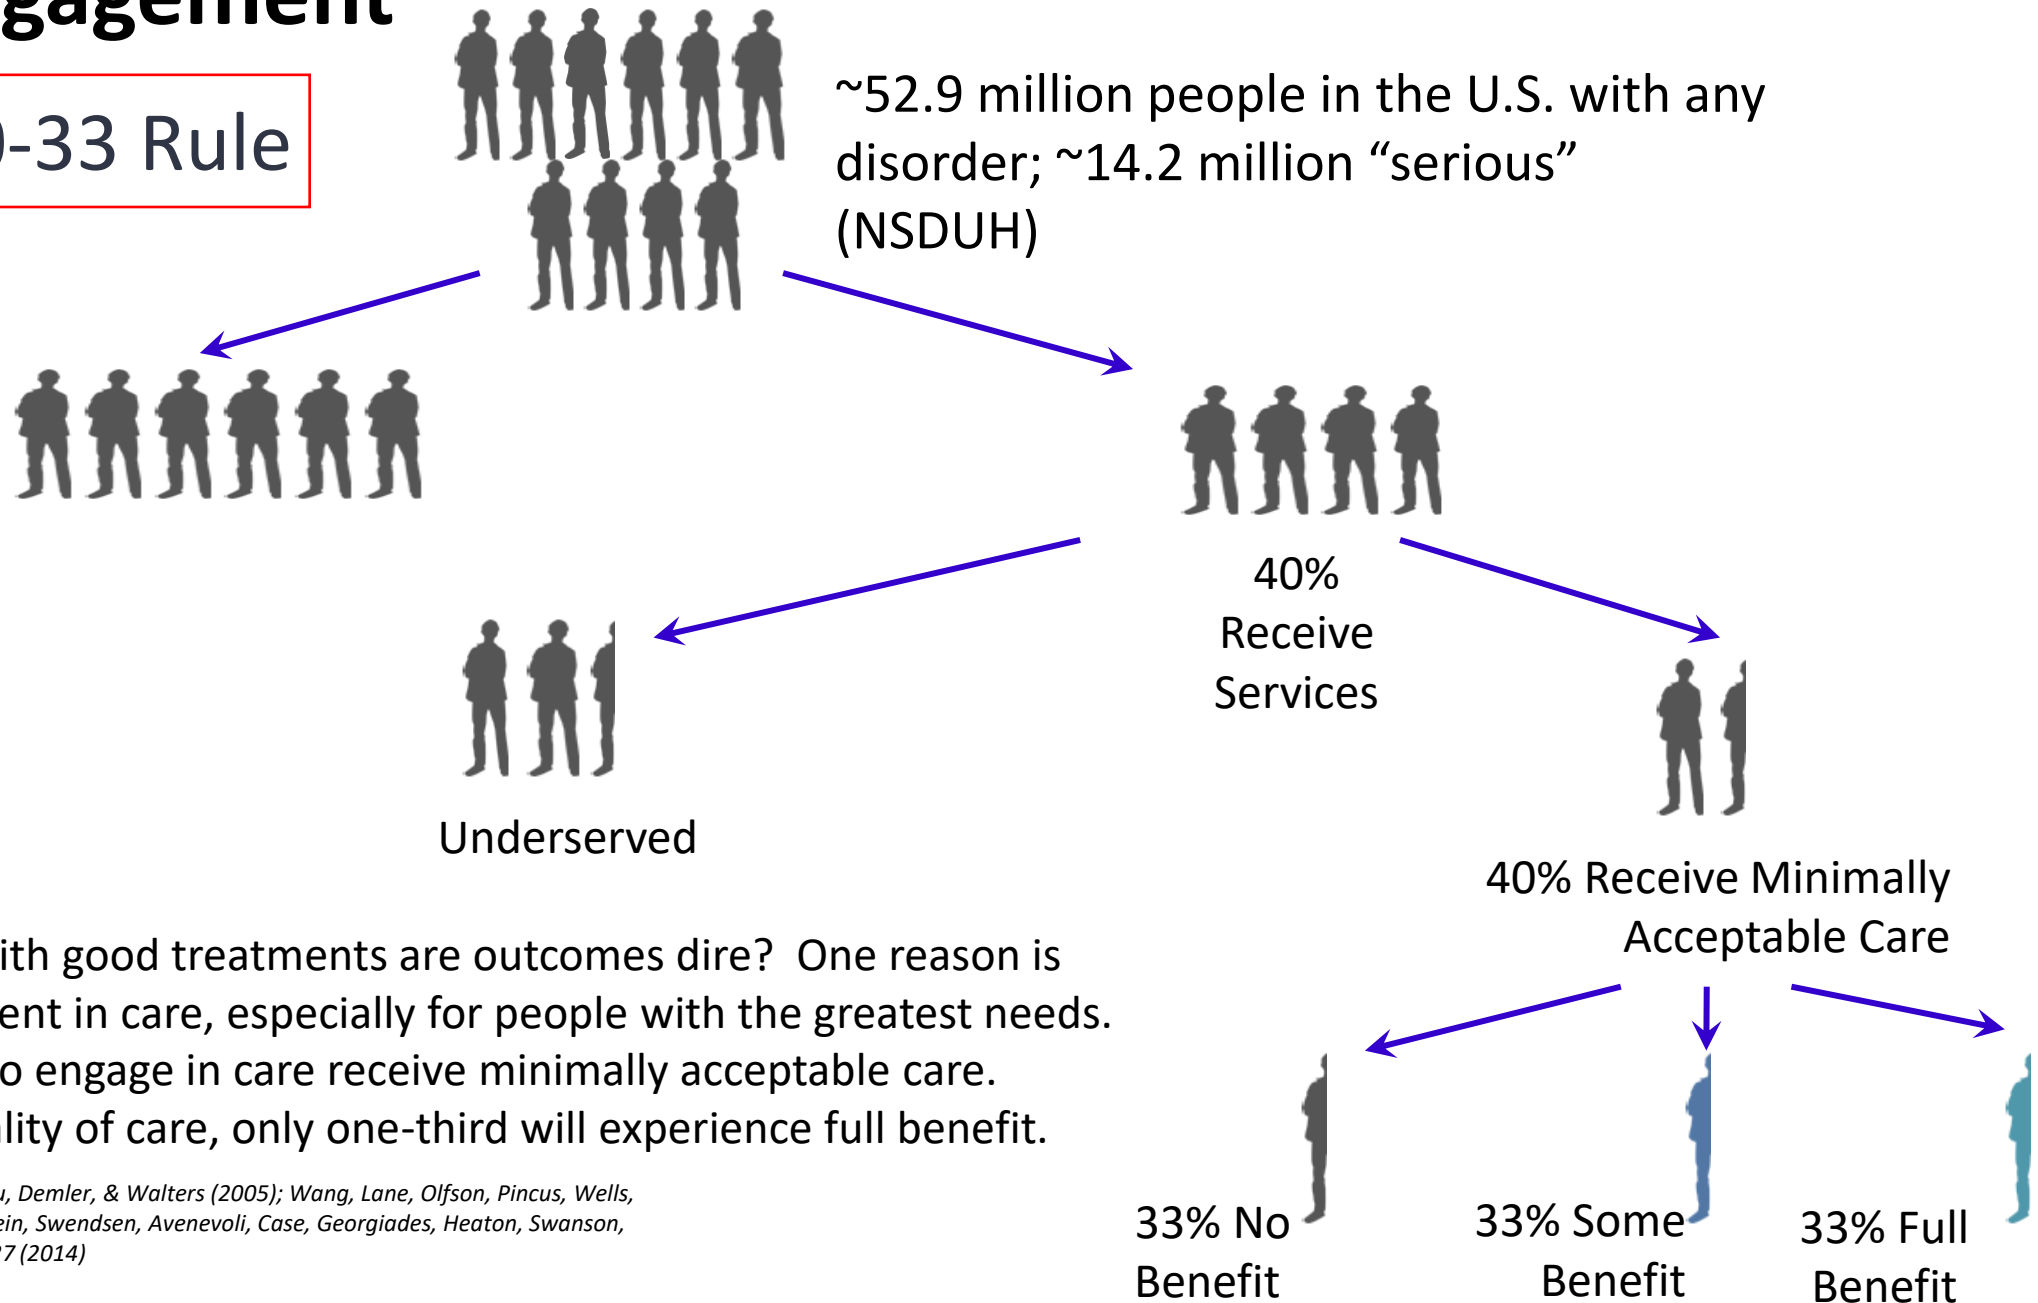 gagement
-33 Rule
~52.9 million people in the U.S. with any
disorder; ~14.2 million “serious”
(NSDUH)
40%
Receive
Services
Underserved
40% Receive Minimally
Acceptable Care
ith good treatments are outcomes dire?  One reason is
ent in care, especially for people with the greatest needs.
o engage in care receive minimally acceptable care.
lity of care, only one-third will experience full benefit.
33% No
Benefit
33% Some
Benefit
33% Full
Benefit
u, Demler, & Walters (2005); Wang, Lane, Olfson, Pincus, Wells,
ein, Swendsen, Avenevoli, Case, Georgiades, Heaton, Swanson,
27 (2014)